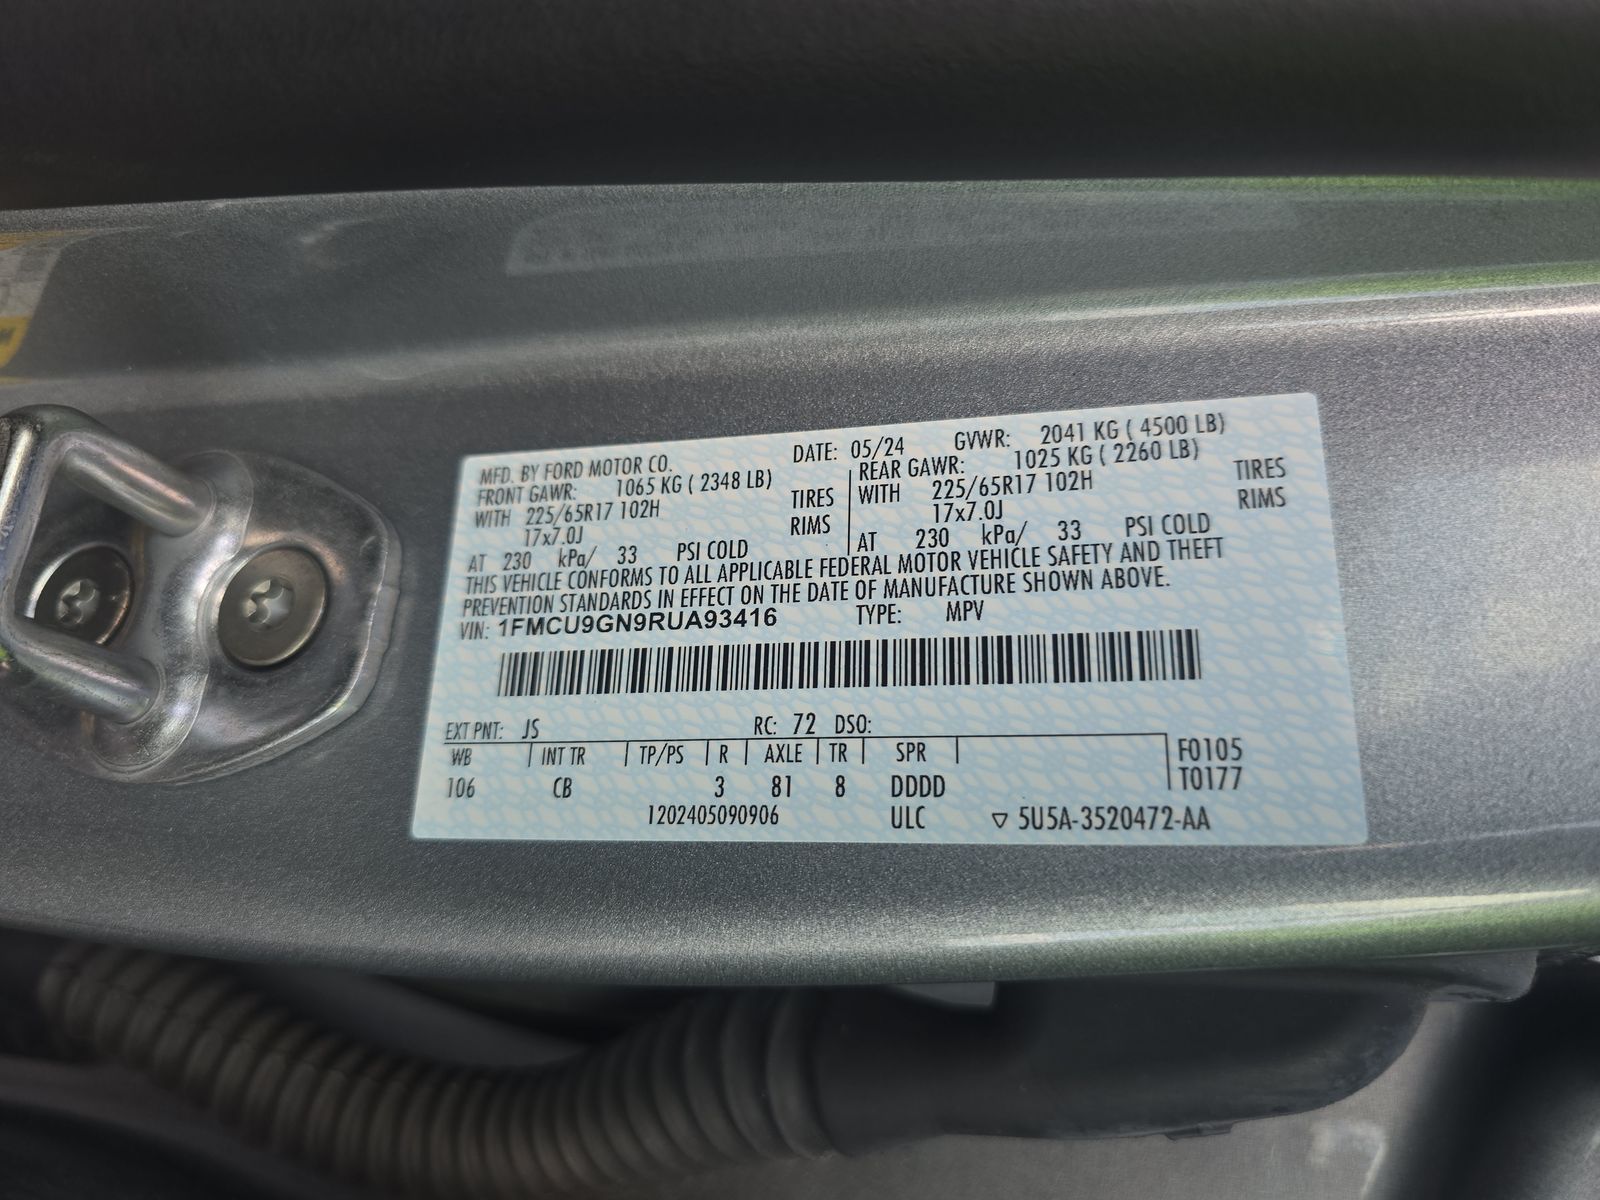 MFD. BY FORD MOTOR CO. DATE: 05/24 GVWR: 2041 KG ( 4500 LB)
FRONT GAWR: 1065 KG ( 2348 LB) REAR GAWR: 1025 KG ( 2260 LB)
WITH 225/65R17 102H TIRES WITH 225/65R17 102H TIRES
17x7.0J RIMS 17x7.0J RIMS
AT 230 kPa/ 33 PSI COLD AT 230 kPa/ 33 PSI COLD
THIS VEHICLE CONFORMS TO ALL APPLICABLE FEDERAL MOTOR VEHICLE SAFETY AND THEFT
PREVENTION STANDARDS IN EFFECT ON THE DATE OF MANUFACTURE SHOWN ABOVE.
VIN: 1FMCU9GN9RUA93416 TYPE: MPV
EXT PNT: JS RC: 72 DSO:
WB INT TR TP/PS R AXLE TR SPR F0105
106 CB 3 81 8 DDDD T0177
1202405090906 ULC ▽ 5U5A-3520472-AA